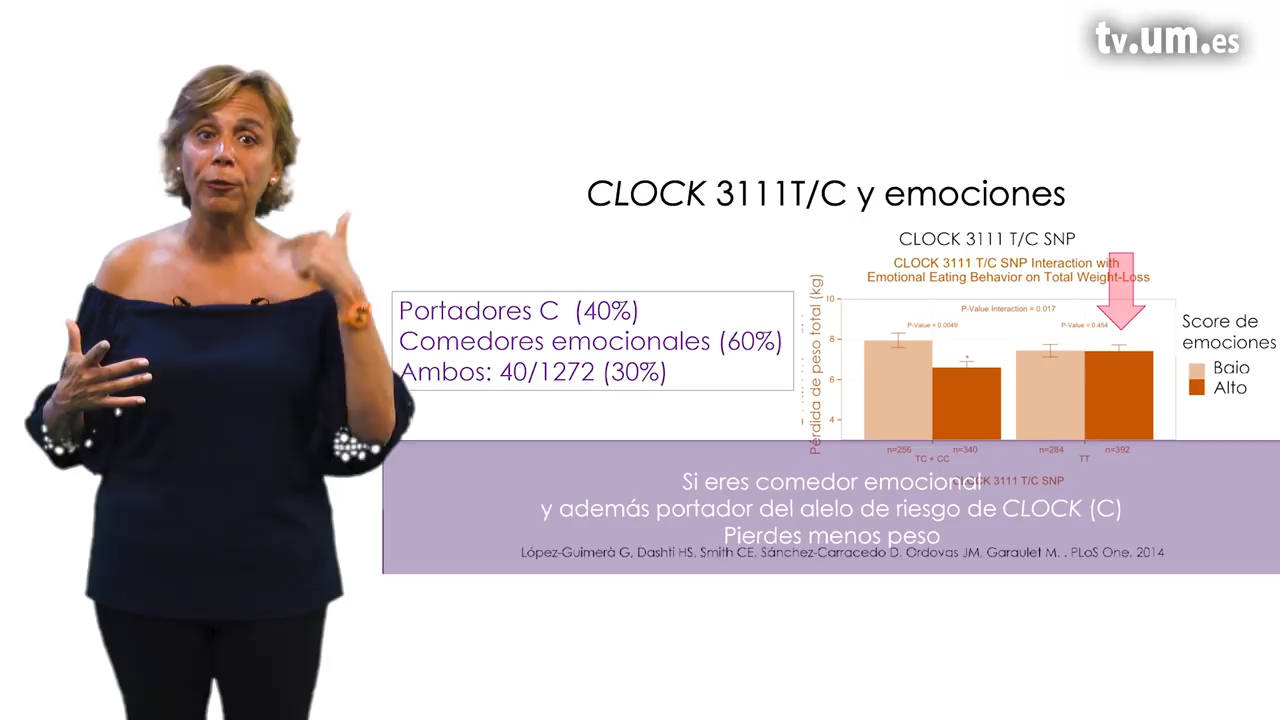 tv.um.es
CLOCK 3111T/C y emociones
CLOCK 3111 T/C SNP
CLOCK 3111 T/C SNP Interaction with
Emotional Eating Behavior on Total Weight-Loss
Portadores C (40%)
Comedores emocionales (60%)
Ambos: 40/1272 (30%)
Pérdida de peso total (kg)
10
8
6
4
P-Value Interaction = 0.017
P-Value = 0.0049
P-Value = 0.454
*
Score de
emociones
Bajo
Alto
n=256
n=340
n=284
n=392
TC + CC
TT
CLOCK 3111 T/C SNP
Si eres comedor emocional
y además portador del alelo de riesgo de CLOCK (C)
Pierdes menos peso
López-Guimerà G, Dashti HS, Smith CE, Sánchez-Carracedo D, Ordovas JM, Garaulet M. . PLoS One. 2014